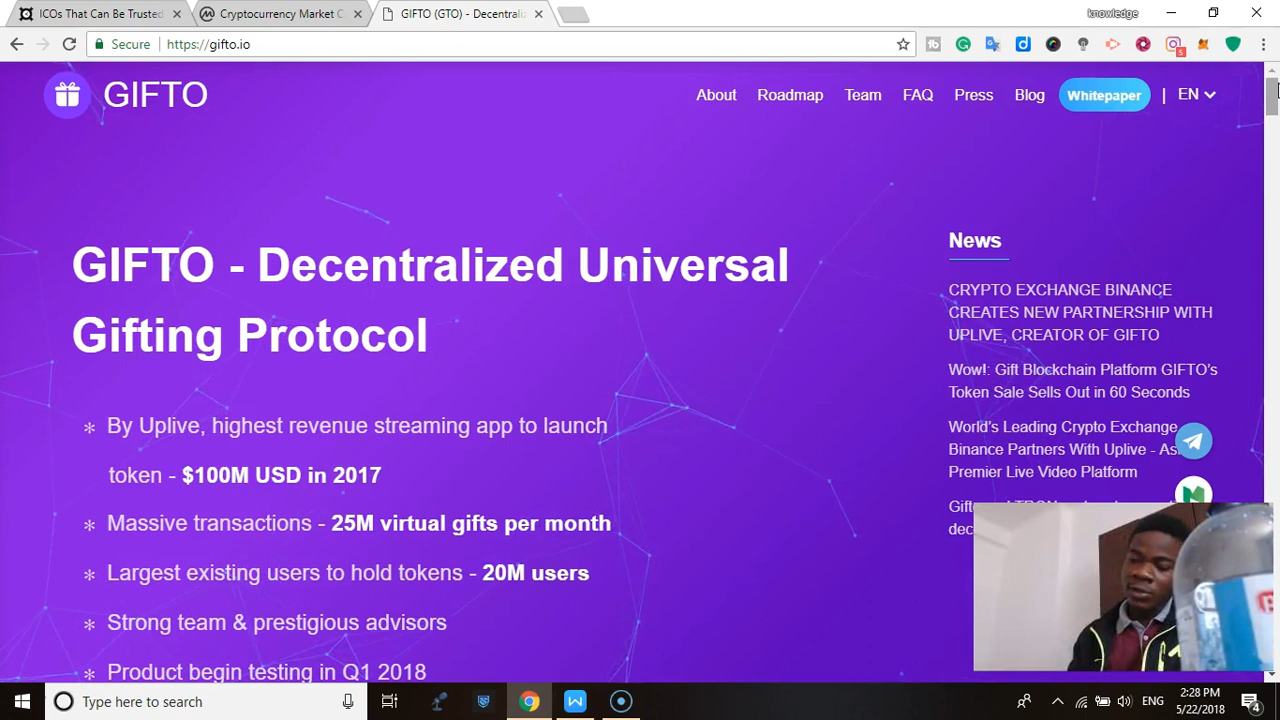 ICOs That Can Be Trusted
Cryptocurrency Market C
GIFTO (GTO) - Decentraliz
knowledge
Secure
https://gifto.io
5
GIFTO
About
Roadmap
Team
FAQ
Press
Blog
Whitepaper
| EN
GIFTO - Decentralized Universal
Gifting Protocol
By Uplive, highest revenue streaming app to launch
token - $100M USD in 2017
Massive transactions - 25M virtual gifts per month
Largest existing users to hold tokens - 20M users
Strong team & prestigious advisors
Product begin testing in Q1 2018
News
CRYPTO EXCHANGE BINANCE
CREATES NEW PARTNERSHIP WITH
UPLIVE, CREATOR OF GIFTO
Wow!: Gift Blockchain Platform GIFTO's
Token Sale Sells Out in 60 Seconds
World's Leading Crypto Exchange
Binance Partners With Uplive - As
Premier Live Video Platform
Type here to search
ENG
2:28 PM
5/22/2018
4